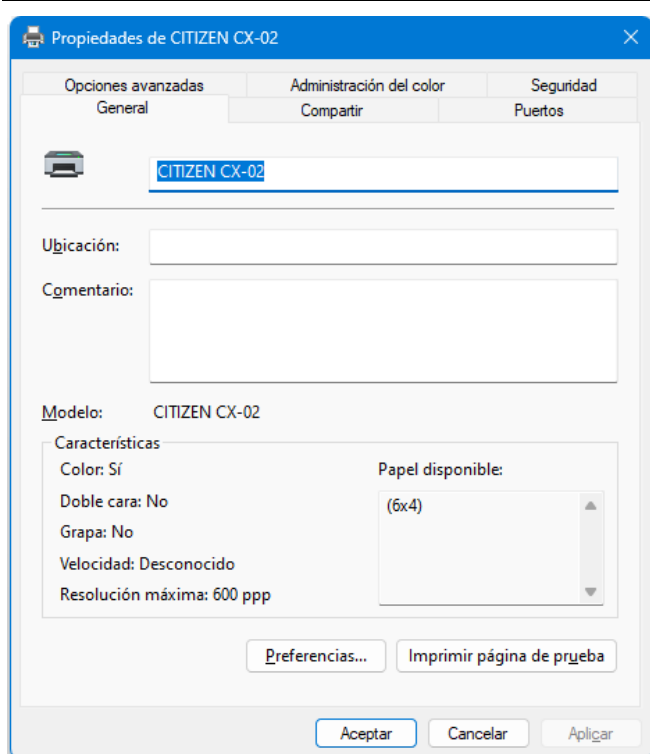 Propiedades de CITIZEN CX-02
Opciones avanzadas Administración del color Seguridad
General Compartir Puertos
CITIZEN CX-02
Ubicación:
Comentario:
Modelo: CITIZEN CX-02
Características
Color: Sí Papel disponible:
Doble cara: No (6x4)
Grapa: No
Velocidad: Desconocido
Resolución máxima: 600 ppp
Preferencias... Imprimir página de prueba
Aceptar Cancelar Aplicar